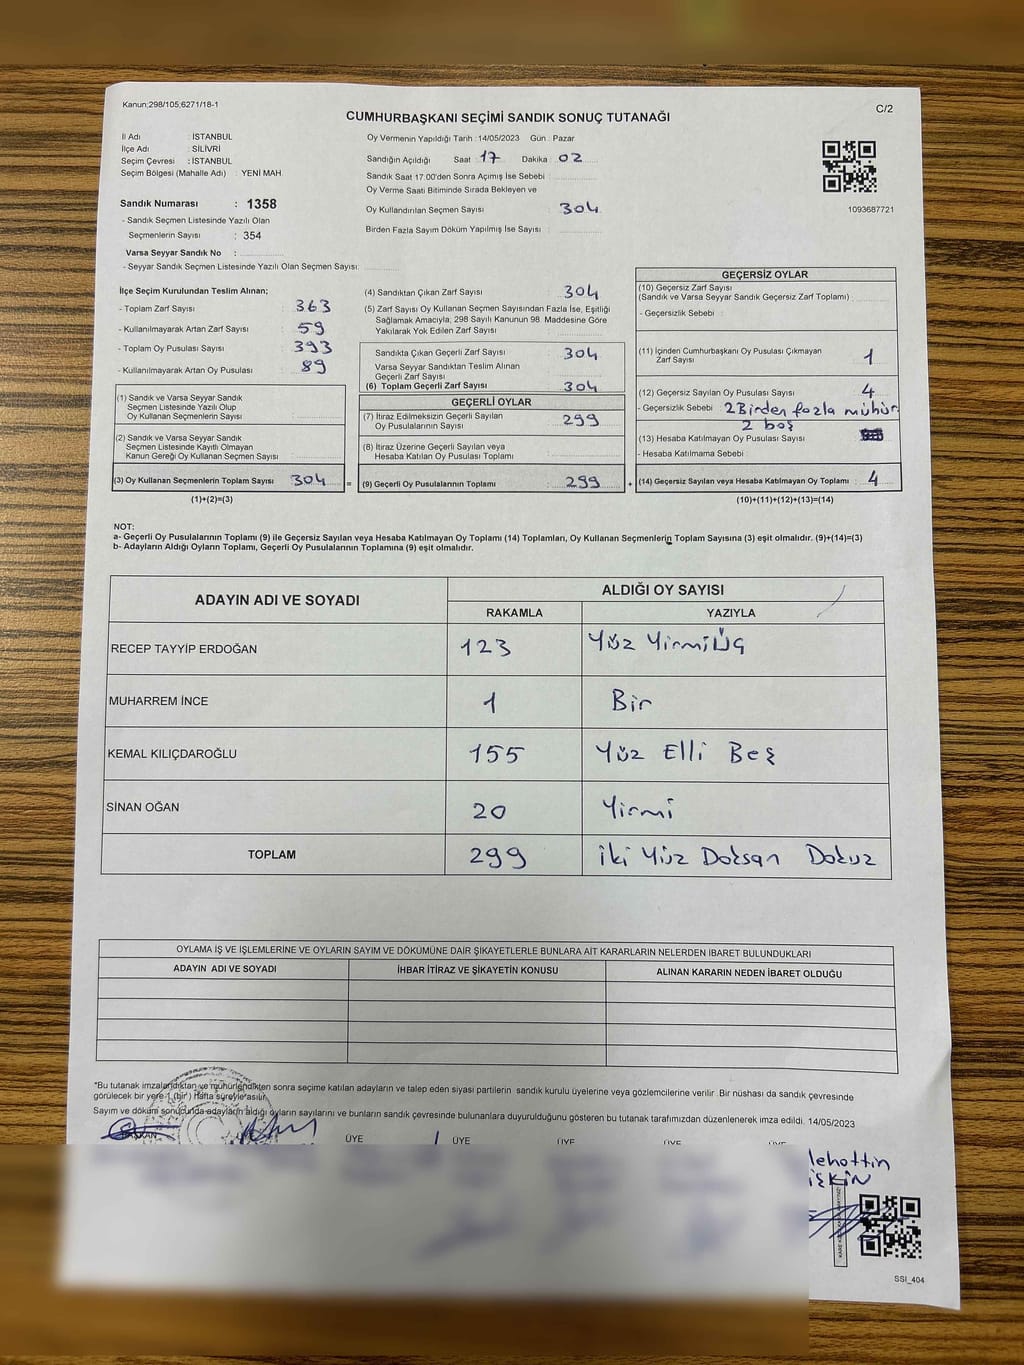 Kanun;298/105;6271/18-1
C/2
CUMHURBAŞKANI SEÇİMİ SANDIK SONUÇ TUTANAĞI
İl Adı : İSTANBUL
İlçe Adı : SİLİVRİ
Seçim Çevresi : İSTANBUL
Seçim Bölgesi (Mahalle Adı) : YENİ MAH.
Sandık Numarası : 1358
- Sandık Seçmen Listesinde Yazılı Olan
Seçmenlerin Sayısı : 354
Varsa Seyyar Sandık No :
- Seyyar Sandık Seçmen Listesinde Yazılı Olan Seçmen Sayısı:
Oy Vermenin Yapıldığı Tarih : 14/05/2023 Gün : Pazar
Sandığın Açıldığı Saat 17 Dakika : 02
Sandık Saat 17:00'den Sonra Açımış İse Sebebi :
Oy Verme Saati Bitiminde Sırada Bekleyen ve
Oy Kullandırılan Seçmen Sayısı : 304
Birden Fazla Sayım Döküm Yapılmış İse Sayısı :
1093687721
İlçe Seçim Kurulundan Teslim Alınan;
- Toplam Zarf Sayısı : 363
- Kullanılmayarak Artan Zarf Sayısı : 59
- Toplam Oy Pusulası Sayısı : 393
- Kullanılmayarak Artan Oy Pusulası : 89
(1) Sandık ve Varsa Seyyar Sandık
Seçmen Listesinde Yazılı Olup
Oy Kullanan Seçmenlerin Sayısı :
(2) Sandık ve Varsa Seyyar Sandık
Seçmen Listesinde Kayıtlı Olmayan
Kanun Gereği Oy Kullanan Seçmen Sayısı :
(3) Oy Kullanan Seçmenlerin Toplam Sayısı 304 =
(1)+(2)=(3)
(4) Sandıktan Çıkan Zarf Sayısı : 304
(5) Zarf Sayısı Oy Kullanan Seçmen Sayısından Fazla İse, Eşitliği
Sağlamak Amacıyla, 298 Sayılı Kanunun 98. Maddesine Göre
Yakılarak Yok Edilen Zarf Sayısı :
Sandıkta Çıkan Geçerli Zarf Sayısı : 304
Varsa Seyyar Sandıktan Teslim Alınan
Geçerli Zarf Sayısı :
(6) Toplam Geçerli Zarf Sayısı : 304
GEÇERLİ OYLAR
(7) İtiraz Edilmeksizin Geçerli Sayılan
Oy Pusulalarının Sayısı : 299
(8) İtiraz Üzerine Geçerli Sayılan veya
Hesaba Katılan Oy Pusulası Toplamı :
(9) Geçerli Oy Pusulalarının Toplamı : 299 +
GEÇERSİZ OYLAR
(10) Geçersiz Zarf Sayısı
(Sandık ve Varsa Seyyar Sandık Geçersiz Zarf Toplamı) :
- Geçersizlik Sebebi :
(11) İçinden Cumhurbaşkanı Oy Pusulası Çıkmayan
Zarf Sayısı : 1
(12) Geçersiz Sayılan Oy Pusulası Sayısı : 4
- Geçersizlik Sebebi : 2 Birden fazla mühür
2 boş
(13) Hesaba Katılmayan Oy Pusulası Sayısı :
- Hesaba Katılmama Sebebi :
(14) Geçersiz Sayılan veya Hesaba Katılmayan Oy Toplamı : 4
(10)+(11)+(12)+(13)=(14)
NOT:
a- Geçerli Oy Pusulalarının Toplamı (9) ile Geçersiz Sayılan veya Hesaba Katılmayan Oy Toplamı (14) Toplamları, Oy Kullanan Seçmenlerin Toplam Sayısına (3) eşit olmalıdır. (9)+(14)=(3)
b- Adayların Aldığı Oyların Toplamı, Geçerli Oy Pusulalarının Toplamına (9) eşit olmalıdır.
ADAYIN ADI VE SOYADI ALDIĞI OY SAYISI
RAKAMLA YAZIYLA
RECEP TAYYİP ERDOĞAN 123 Yüz YirmiÜç
MUHARREM İNCE 1 Bir
KEMAL KILIÇDAROĞLU 155 Yüz Elli Beş
SİNAN OĞAN 20 Yirmi
TOPLAM 299 İki Yüz Doksan Dokuz
OYLAMA İŞ VE İŞLEMLERİNE VE OYLARIN SAYIM VE DÖKÜMÜNE DAİR ŞİKAYETLERLE BUNLARA AİT KARARLARIN NELERDEN İBARET BULUNDUKLARI
ADAYIN ADI VE SOYADI İHBAR İTİRAZ VE ŞİKAYETİN KONUSU ALINAN KARARIN NEDEN İBARET OLDUĞU
"Bu tutanak imzalandıktan ve mühürlendikten sonra seçime katılan adayların ve talep eden siyasi partilerin sandık kurulu üyelerine veya gözlemcilerine verilir .Bir nüshası da sandık çevresinde
görülecek bir yere 1 (bir ) Hafta süreyle asılır.
Sayım ve döküm sonucunda adayların aldığı oyların sayılarını ve bunların sandık çevresinde bulunanlara duyurulduğunu gösteren bu tutanak tarafımızdan düzenlenerek imza edildi. 14/05/2023
BAŞKAN ÜYE ÜYE ÜYE ÜYE ÜYE
SSI_404